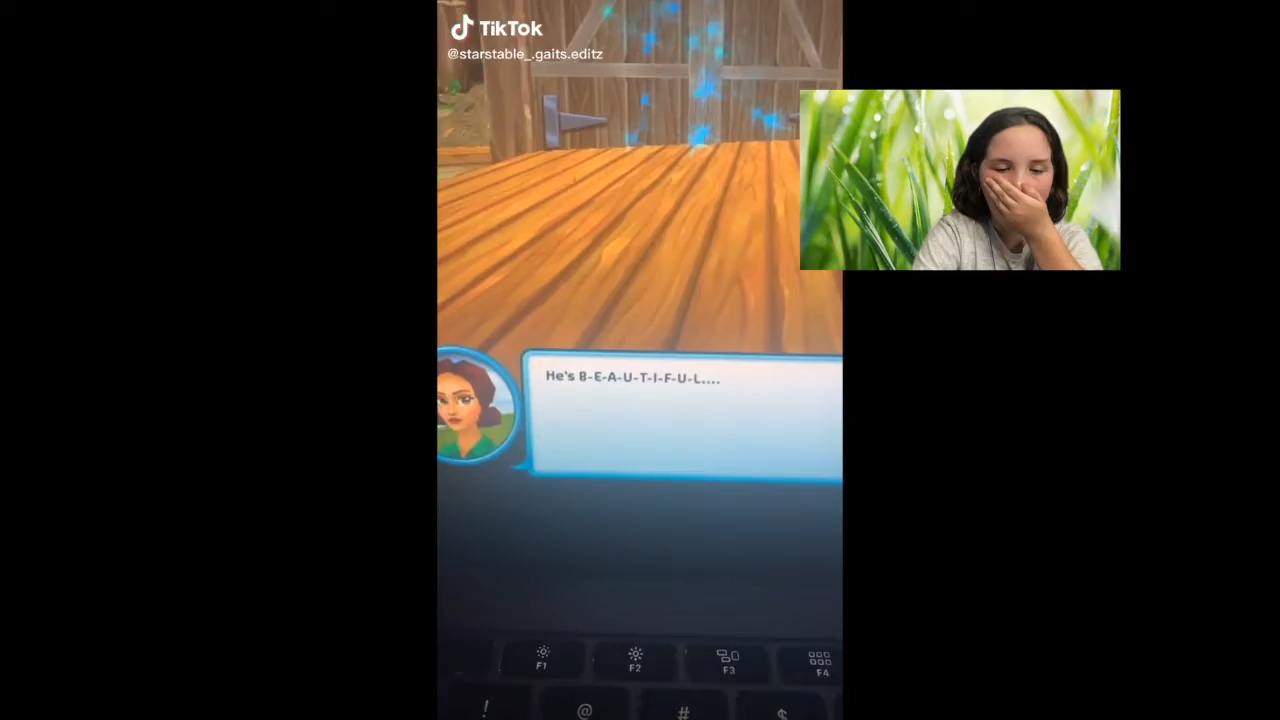 TikTok
@starstable_.gaits.editz
He's B-E-A-U-T-I-F-U-L....
F1
F2
F3
F4
! @ # $